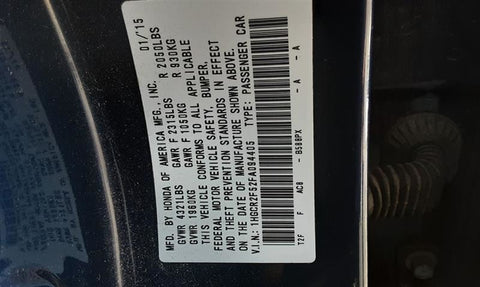 MFD. BY HONDA OF AMERICA MFG., INC. 01/'15
GVWR 4321LBS GAWR F 2315LBS R 2050LBS
GVWR 1960KG GAWR F 1050KG R 930KG
THIS VEHICLE CONFORMS TO ALL APPLICABLE
FEDERAL MOTOR VEHICLE SAFETY, BUMPER,
AND THEFT PREVENTION STANDARDS IN EFFECT
ON THE DATE OF MANUFACTURE SHOWN ABOVE.
V.I.N.: 1HGCR2F52FA094405 TYPE: PASSENGER CAR
T2F F AC8 - B588PX - A - A